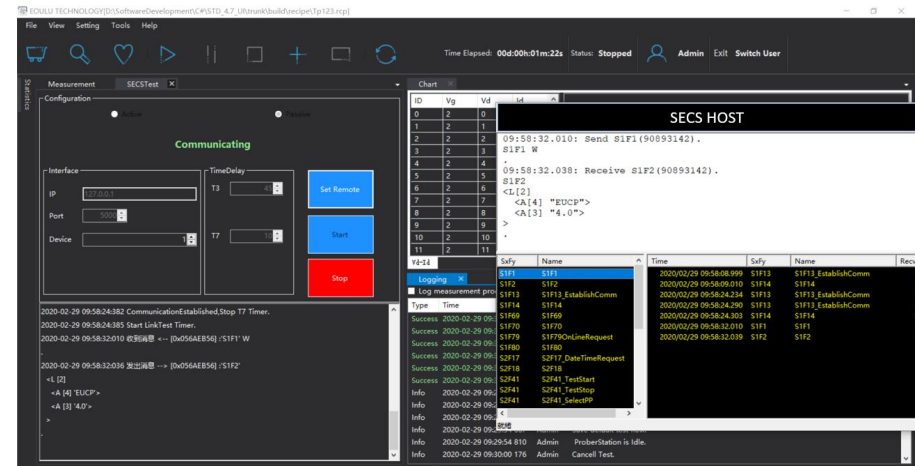 EOULU TECHNOLOGY[D:\SoftwareDevelopment\C#\STD_4.7_UI\trunk\build\recipe\Tp123.rcp]
File View Setting Tools Help
Time Elapsed: 00d:00h:01m:22s Status: Stopped Admin Exit Switch User
Statistics
Measurement SECSTest
Configuration
Active Passive
Communicating
Interface
IP 127.0.0.1
Port 5000
Device 1
TimeDelay
T3 45
T7 10
Set Remote
Start
Stop
2020-02-29 09:58:24:382 CommunicationEstablished,Stop T7 Timer.
2020-02-29 09:58:24:385 Start LinkTest Timer.
2020-02-29 09:58:32:010 收到消息 <-- [0x056AEB56] :'S1F1' W
.
2020-02-29 09:58:32:036 发出消息 --> [0x056AEB56] :'S1F2'
<L [2]
<A [4] 'EUCP'>
<A [3] '4.0'>
>
.
Chart
ID Vg Vd Id
0 2 0
1 2 1
2 2 2
3 2 3
4 2 4
5 2 5
6 2 6
7 2 7
8 2 8
9 2 9
10 2 10
11 2 11
Vd-Id
Logging
Log measurement pro
Type Time
Success 2020-02-29 09:
Success 2020-02-29 09:
Success 2020-02-29 09:
Success 2020-02-29 09:
Success 2020-02-29 09:
Success 2020-02-29 09:
Info 2020-02-29 09:
Info 2020-02-29 09:
Info 2020-02-29 09:
Info 2020-02-29 09:29:54 810 Admin ProberStation is Idle.
Info 2020-02-29 09:30:00 176 Admin Cancell Test.
SECS HOST
09:58:32.010: Send S1F1(90893142).
S1F1 W
.
09:58:32.038: Receive S1F2(90893142).
S1F2
<L[2]
<A[4] "EUCP">
<A[3] "4.0">
>
.
SxFy Name
S1F1 S1F1
S1F2 S1F2
S1F13 S1F13_EstablishComm
S1F14 S1F14
S1F69 S1F69
S1F70 S1F70
S1F79 S1F79OnLineRequest
S1F80 S1F80
S2F17 S2F17_DateTimeRequest
S2F18 S2F18
S2F41 S2F41_TestStart
S2F41 S2F41_TestStop
S2F41 S2F41_SelectPP
就绪
Time SxFy Name Recv
2020/02/29 09:58:08.999 S1F13 S1F13_EstablishComm
2020/02/29 09:58:09.010 S1F14 S1F14
2020/02/29 09:58:24.234 S1F13 S1F13_EstablishComm
2020/02/29 09:58:24.290 S1F13 S1F13_EstablishComm
2020/02/29 09:58:24.303 S1F14 S1F14
2020/02/29 09:58:32.010 S1F1 S1F1
2020/02/29 09:58:32.039 S1F2 S1F2